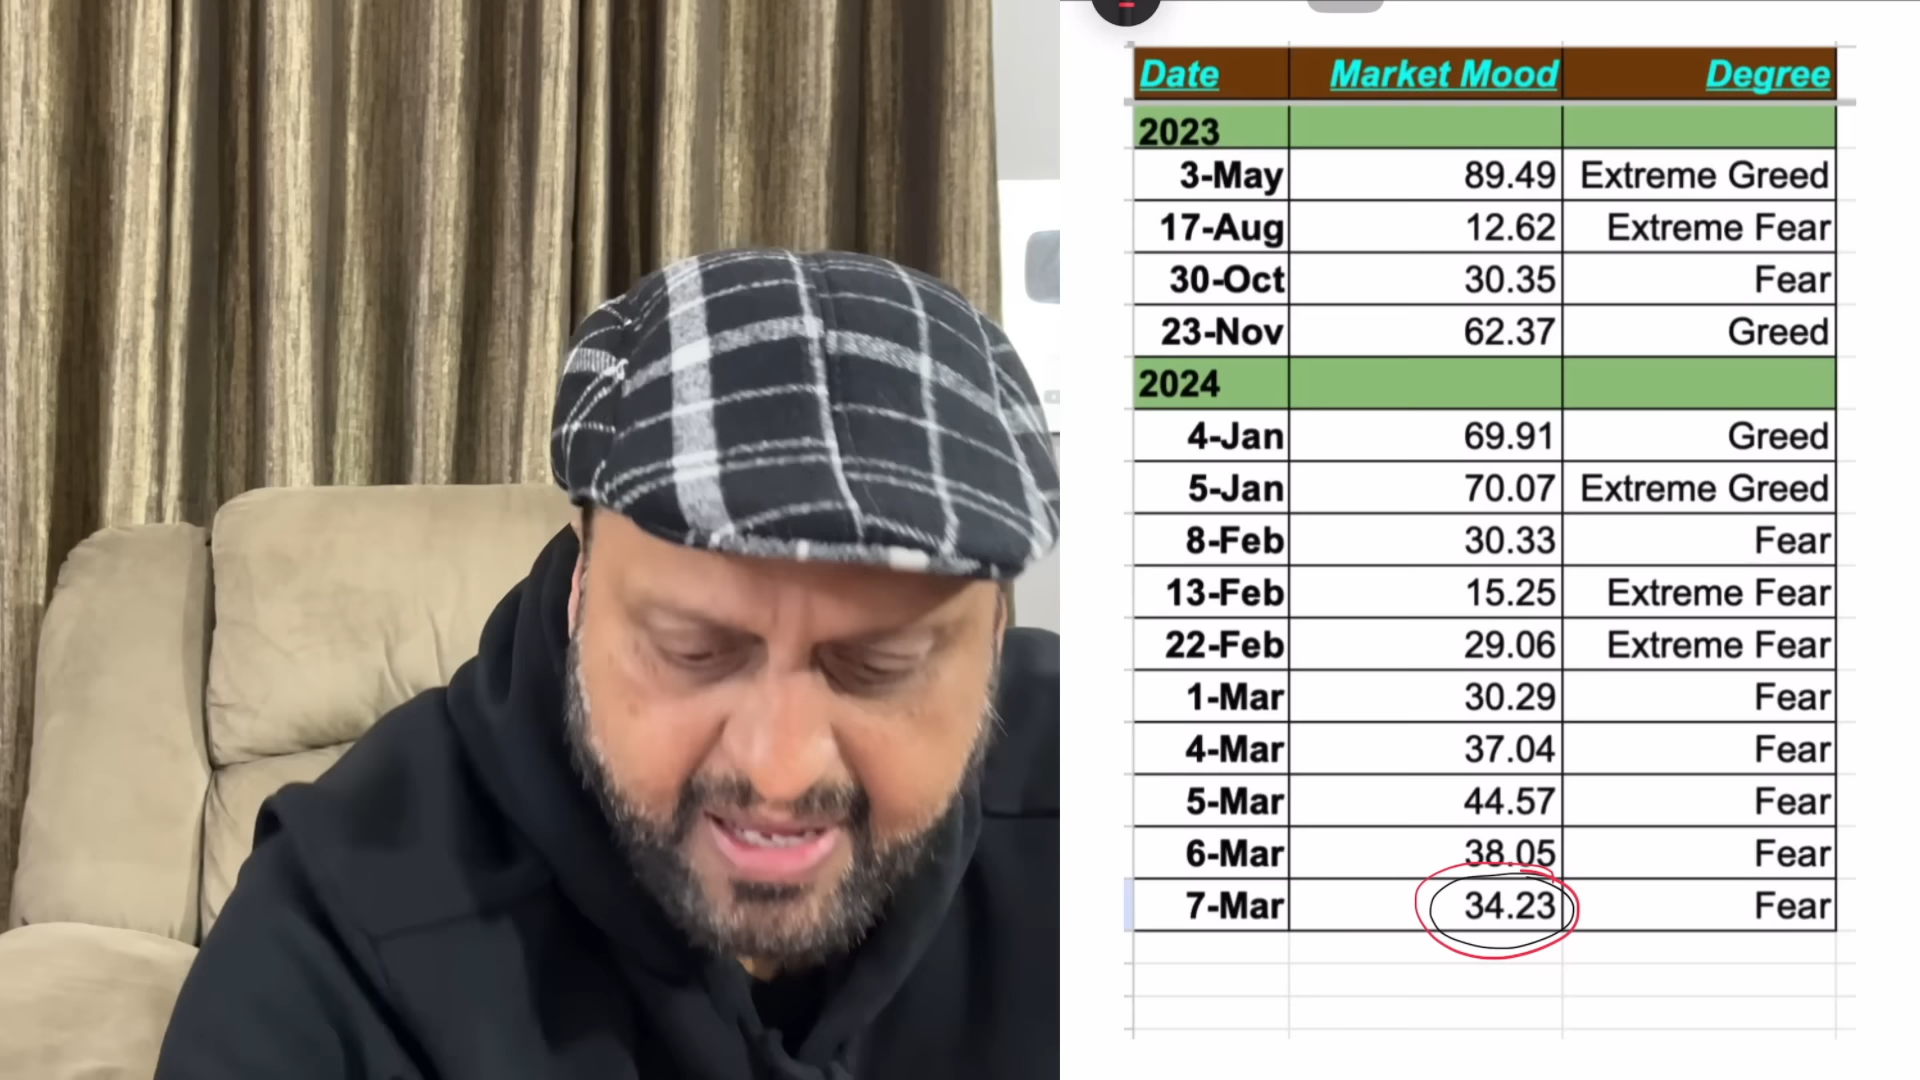 Date Market Mood Degree
2023
3-May 89.49 Extreme Greed
17-Aug 12.62 Extreme Fear
30-Oct 30.35 Fear
23-Nov 62.37 Greed
2024
4-Jan 69.91 Greed
5-Jan 70.07 Extreme Greed
8-Feb 30.33 Fear
13-Feb 15.25 Extreme Fear
22-Feb 29.06 Extreme Fear
1-Mar 30.29 Fear
4-Mar 37.04 Fear
5-Mar 44.57 Fear
6-Mar 38.05 Fear
7-Mar 34.23 Fear